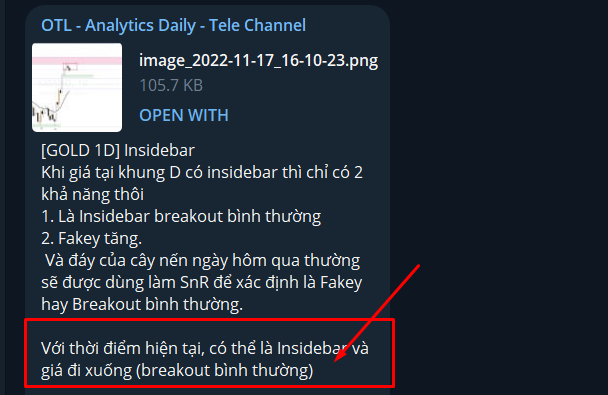 OTL - Analytics Daily - Tele Channel
image_2022-11-17_16-10-23.png
105.7 KB
OPEN WITH
[GOLD 1D] Insidebar
Khi giá tại khung D có insidebar thì chỉ có 2
khả năng thôi
1. Là Insidebar breakout bình thường
2. Fakey tăng.
Và đáy của cây nến ngày hôm qua thường
sẽ được dùng làm SnR để xác định là Fakey
hay Breakout bình thường.
Với thời điểm hiện tại, có thể là Insidebar và
giá đi xuống (breakout bình thường)